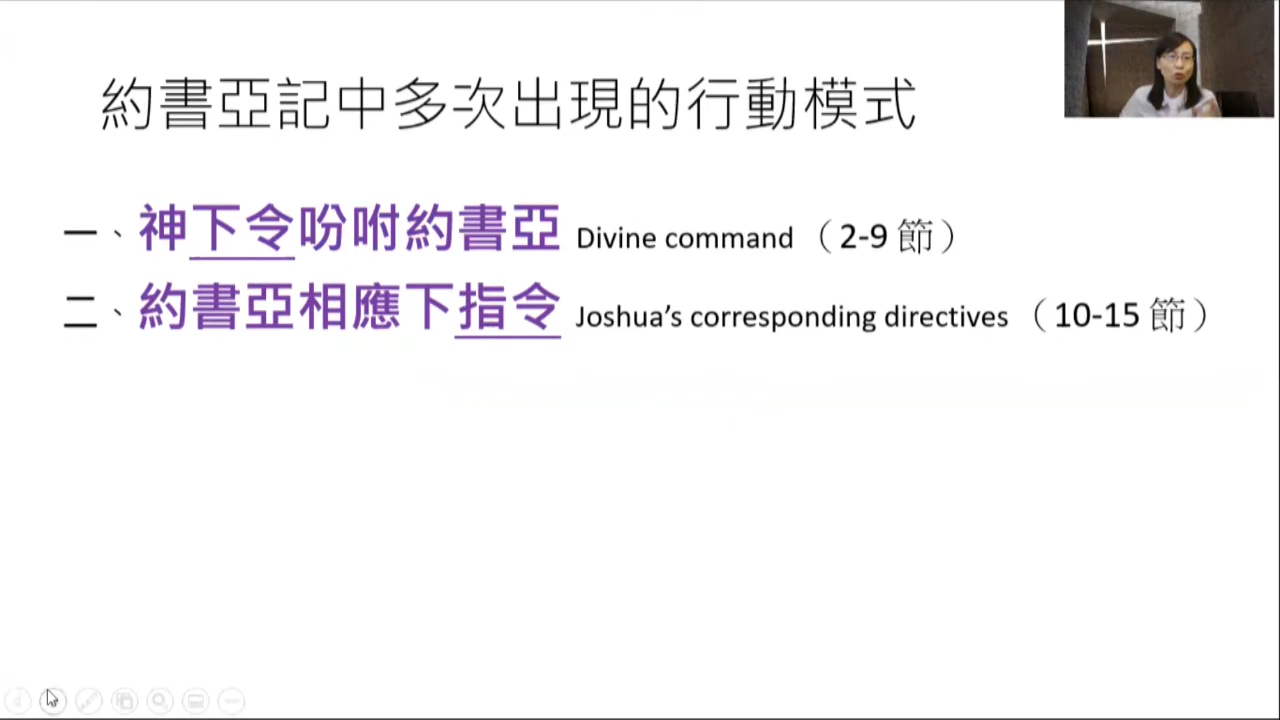 約書亞記中多次出現的行動模式
一、神下令吩咐約書亞 Divine command （2-9 節）
二、約書亞相應下指令 Joshua's corresponding directives （10-15 節）